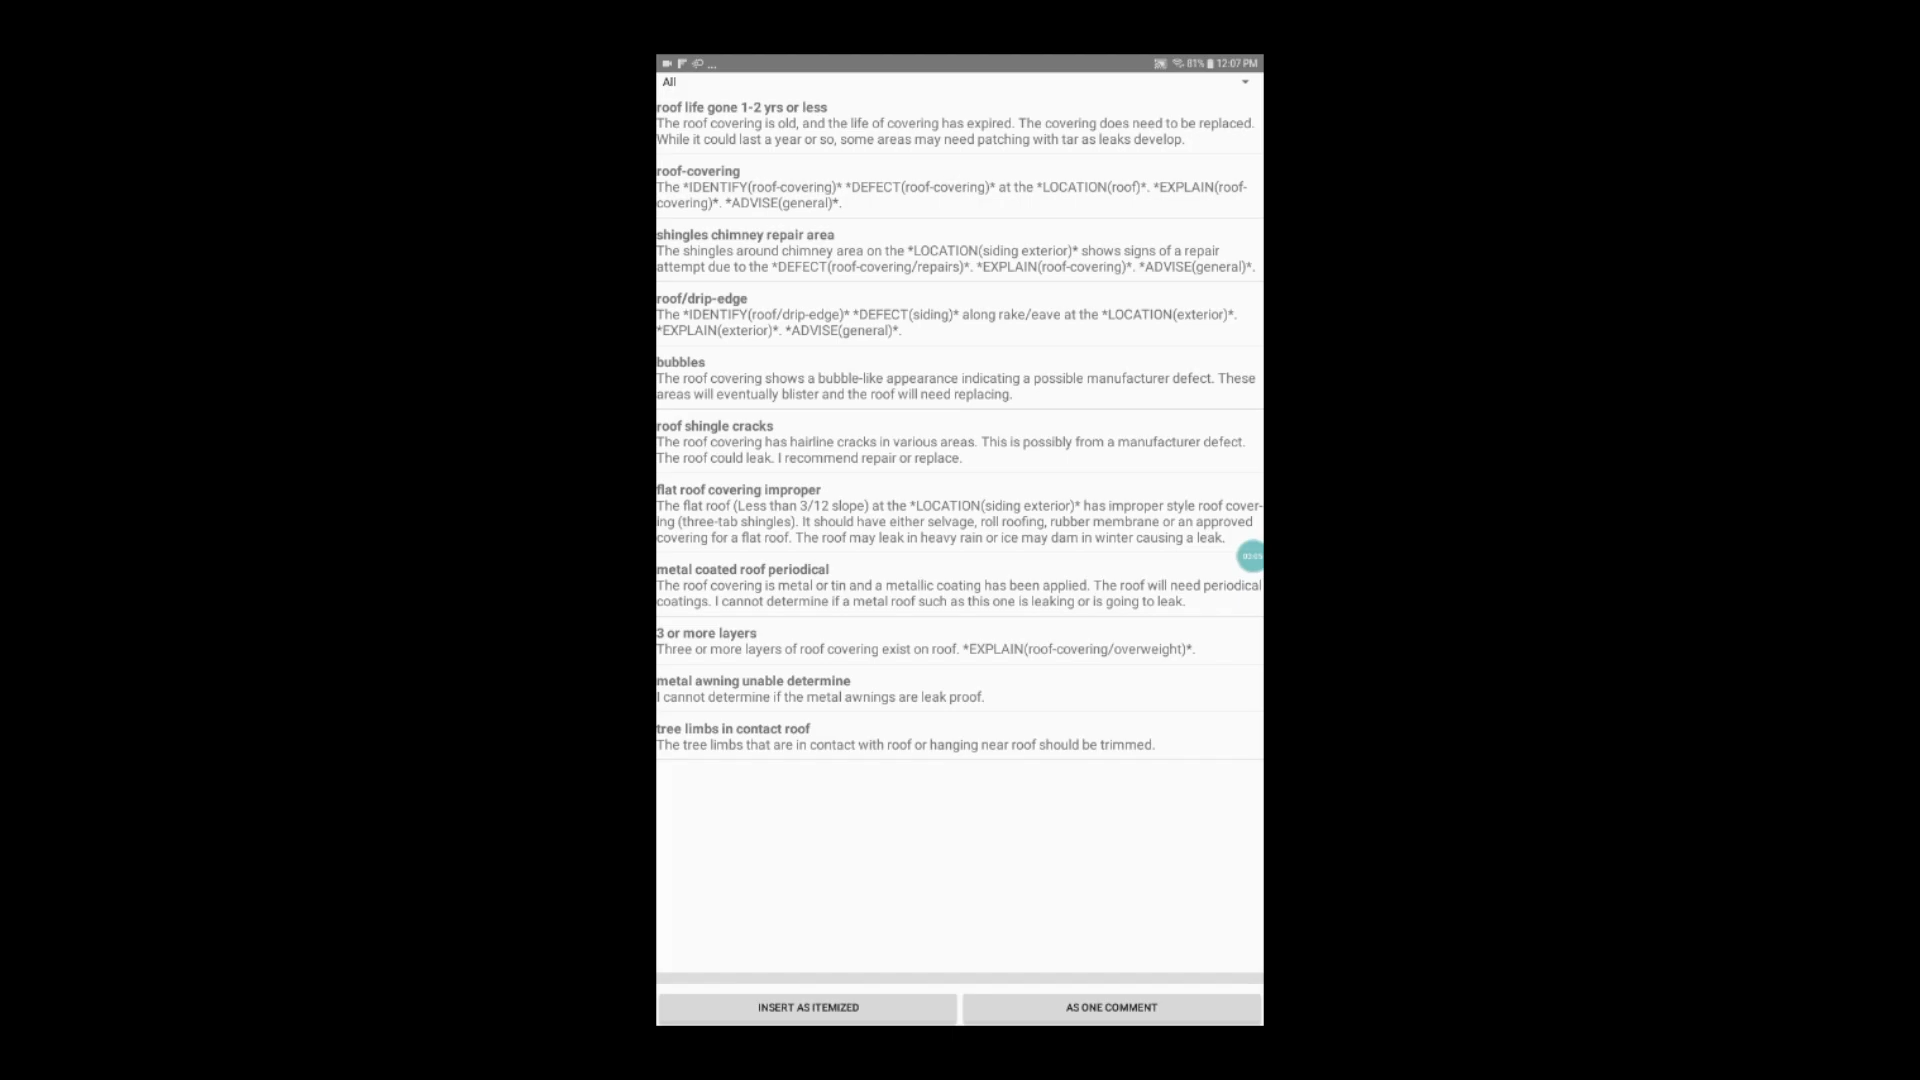 81% 12:07 PM
All
roof life gone 1-2 yrs or less
The roof covering is old, and the life of covering has expired. The covering does need to be replaced.
While it could last a year or so, some areas may need patching with tar as leaks develop.
roof-covering
The *IDENTIFY(roof-covering)* *DEFECT(roof-covering)* at the *LOCATION(roof)*. *EXPLAIN(roof-
covering)*. *ADVISE(general)*.
shingles chimney repair area
The shingles around chimney area on the *LOCATION(siding exterior)* shows signs of a repair
attempt due to the *DEFECT(roof-covering/repairs)*. *EXPLAIN(roof-covering)*. *ADVISE(general)*.
roof/drip-edge
The *IDENTIFY(roof/drip-edge)* *DEFECT(siding)* along rake/eave at the *LOCATION(exterior)*.
*EXPLAIN(exterior)*. *ADVISE(general)*.
bubbles
The roof covering shows a bubble-like appearance indicating a possible manufacturer defect. These
areas will eventually blister and the roof will need replacing.
roof shingle cracks
The roof covering has hairline cracks in various areas. This is possibly from a manufacturer defect.
The roof could leak. I recommend repair or replace.
flat roof covering improper
The flat roof (Less than 3/12 slope) at the *LOCATION(siding exterior)* has improper style roof cover-
ing (three-tab shingles). It should have either selvage, roll roofing, rubber membrane or an approved
covering for a flat roof. The roof may leak in heavy rain or ice may dam in winter causing a leak.
metal coated roof periodical
The roof covering is metal or tin and a metallic coating has been applied. The roof will need periodical
coatings. I cannot determine if a metal roof such as this one is leaking or is going to leak.
3 or more layers
Three or more layers of roof covering exist on roof. *EXPLAIN(roof-covering/overweight)*.
metal awning unable determine
I cannot determine if the metal awnings are leak proof.
tree limbs in contact roof
The tree limbs that are in contact with roof or hanging near roof should be trimmed.
INSERT AS ITEMIZED
AS ONE COMMENT